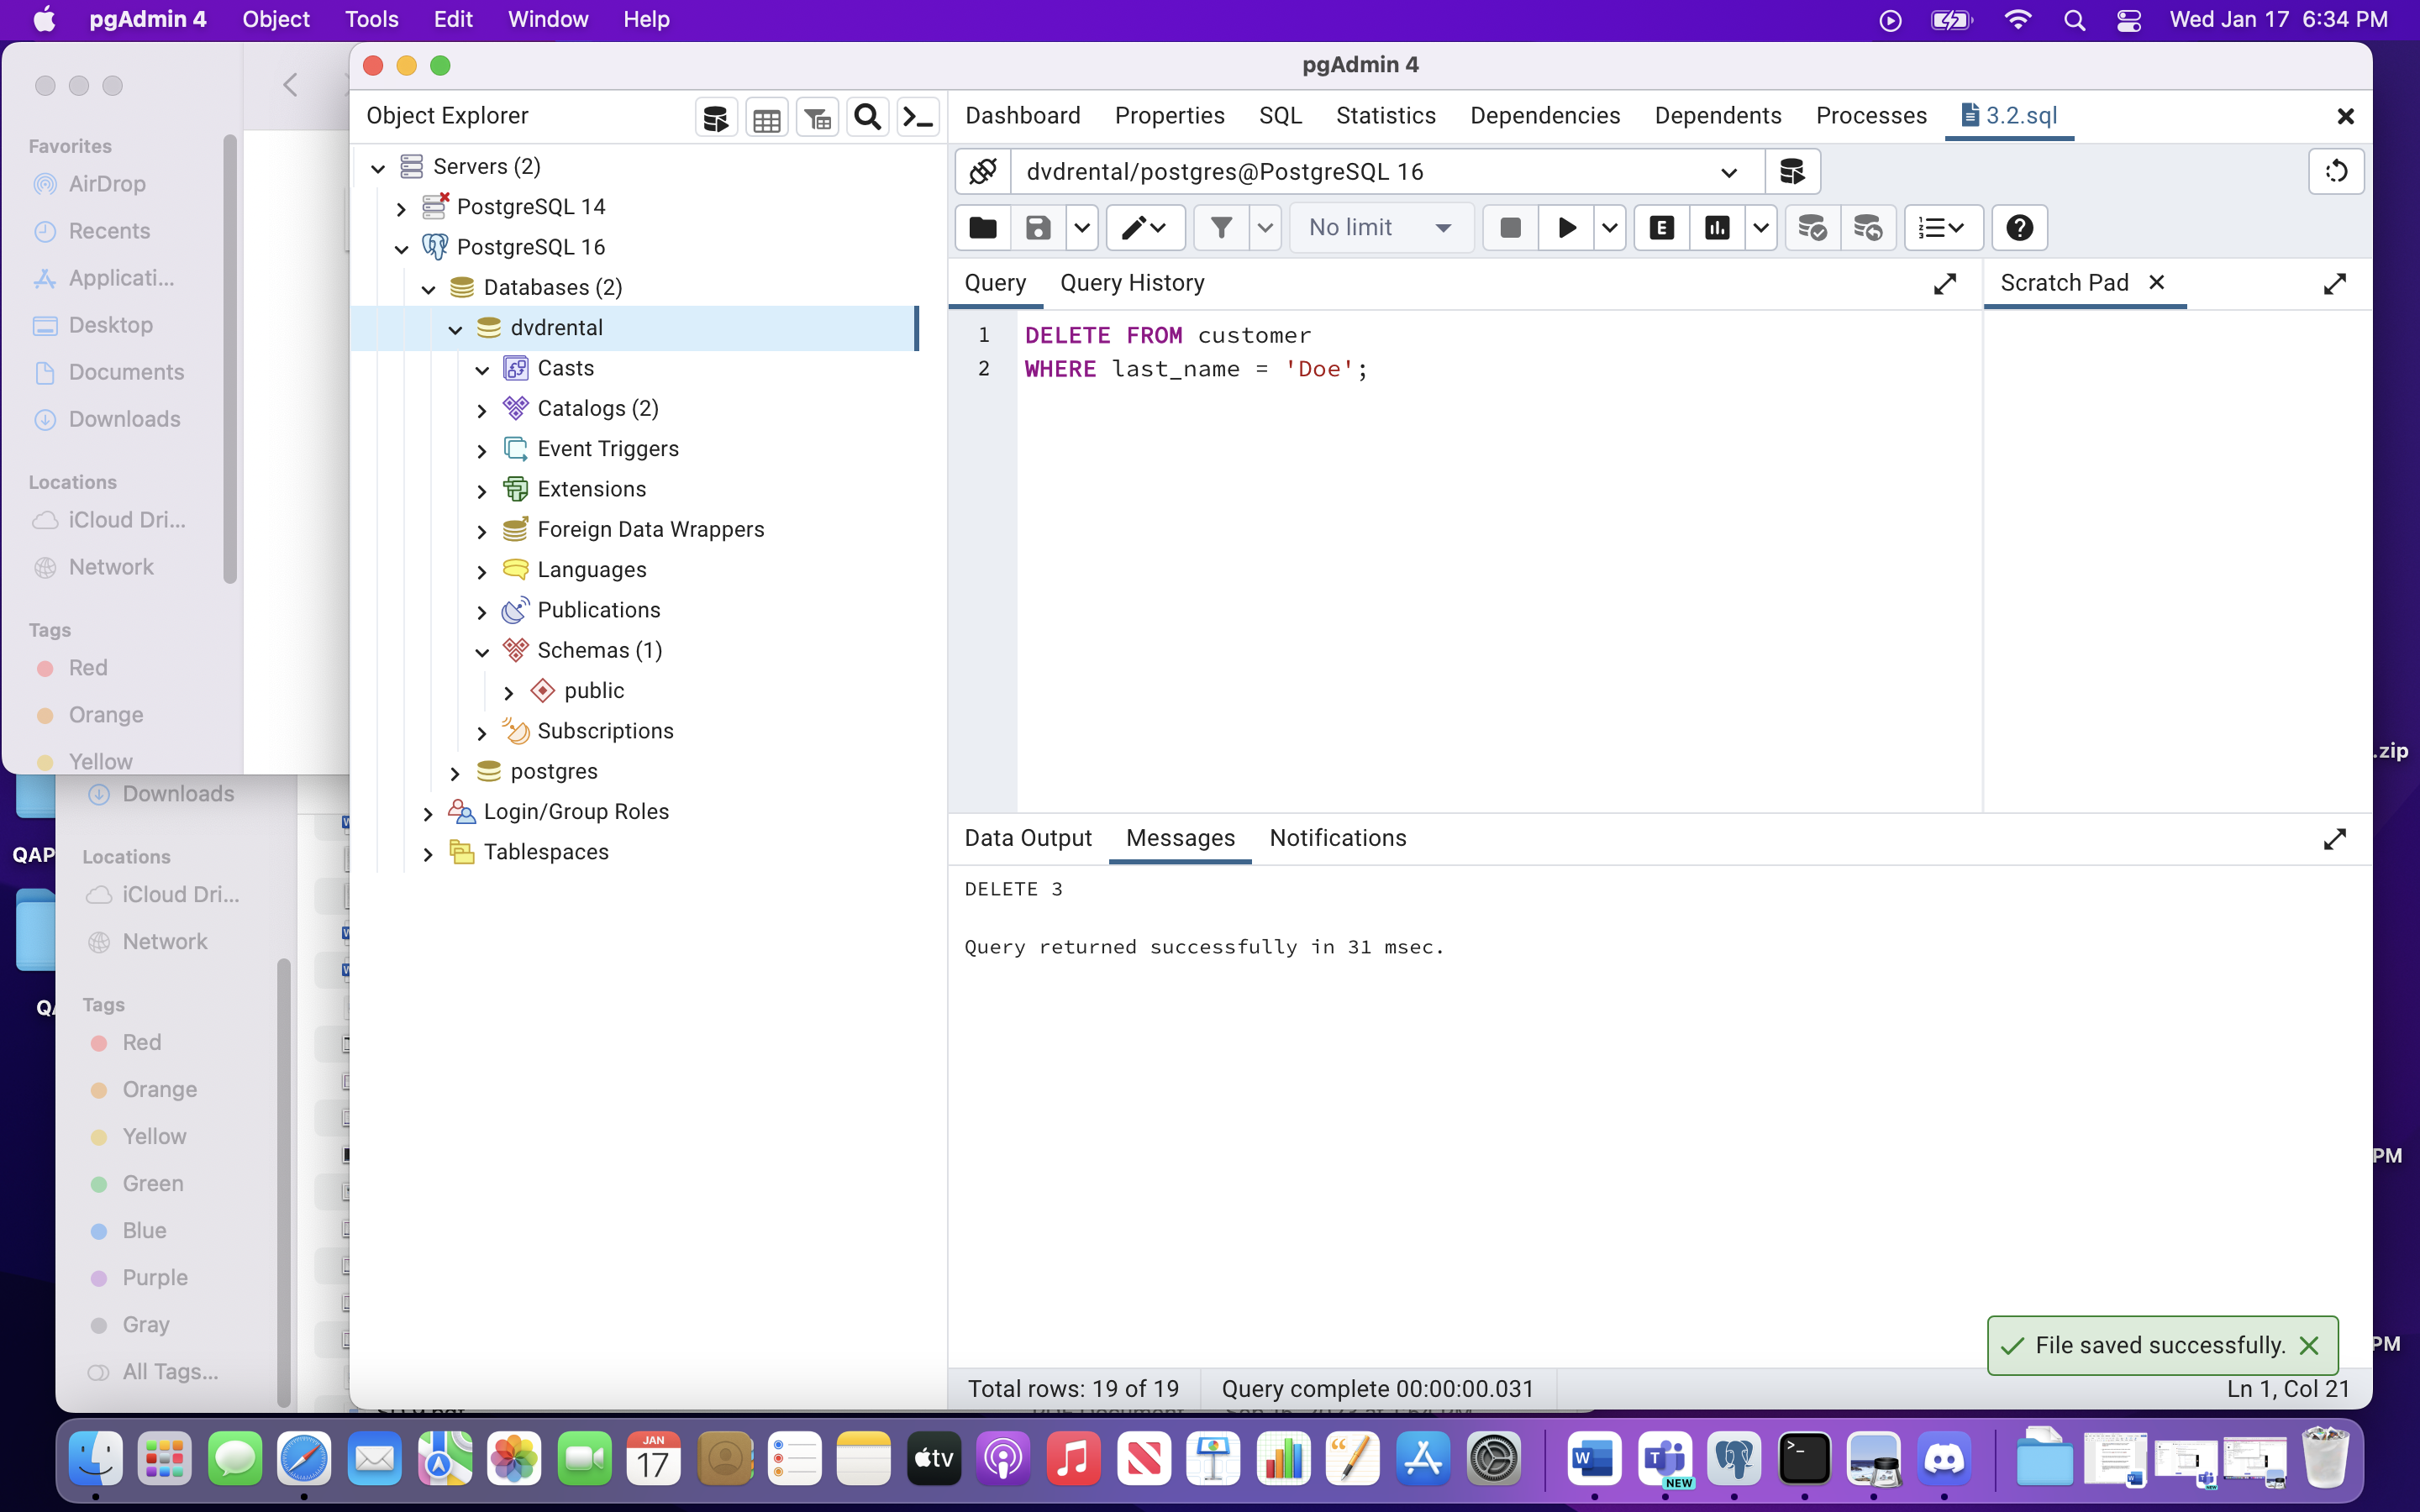 pgAdmin 4 Object Tools Edit Window Help Wed Jan 17 6:34 PM
pgAdmin 4
Favorites
AirDrop
Recents
Applicati...
Desktop
Documents
Downloads
Locations
iCloud Dri...
Network
Tags
Red
Orange
Yellow
Downloads
Locations
iCloud Dri...
Network
Tags
Red
Orange
Yellow
Green
Blue
Purple
Gray
All Tags...
QAP
.zip
PM
PM
Object Explorer
Servers (2)
PostgreSQL 14
PostgreSQL 16
Databases (2)
dvdrental
Casts
Catalogs (2)
Event Triggers
Extensions
Foreign Data Wrappers
Languages
Publications
Schemas (1)
public
Subscriptions
postgres
Login/Group Roles
Tablespaces
Dashboard Properties SQL Statistics Dependencies Dependents Processes 3.2.sql
dvdrental/postgres@PostgreSQL 16
No limit
E
Query Query History Scratch Pad
1 DELETE FROM customer
2 WHERE last_name = 'Doe';
Data Output Messages Notifications
DELETE 3
Query returned successfully in 31 msec.
File saved successfully.
Total rows: 19 of 19 Query complete 00:00:00.031 Ln 1, Col 21
JAN
17
tv
W
T
NEW